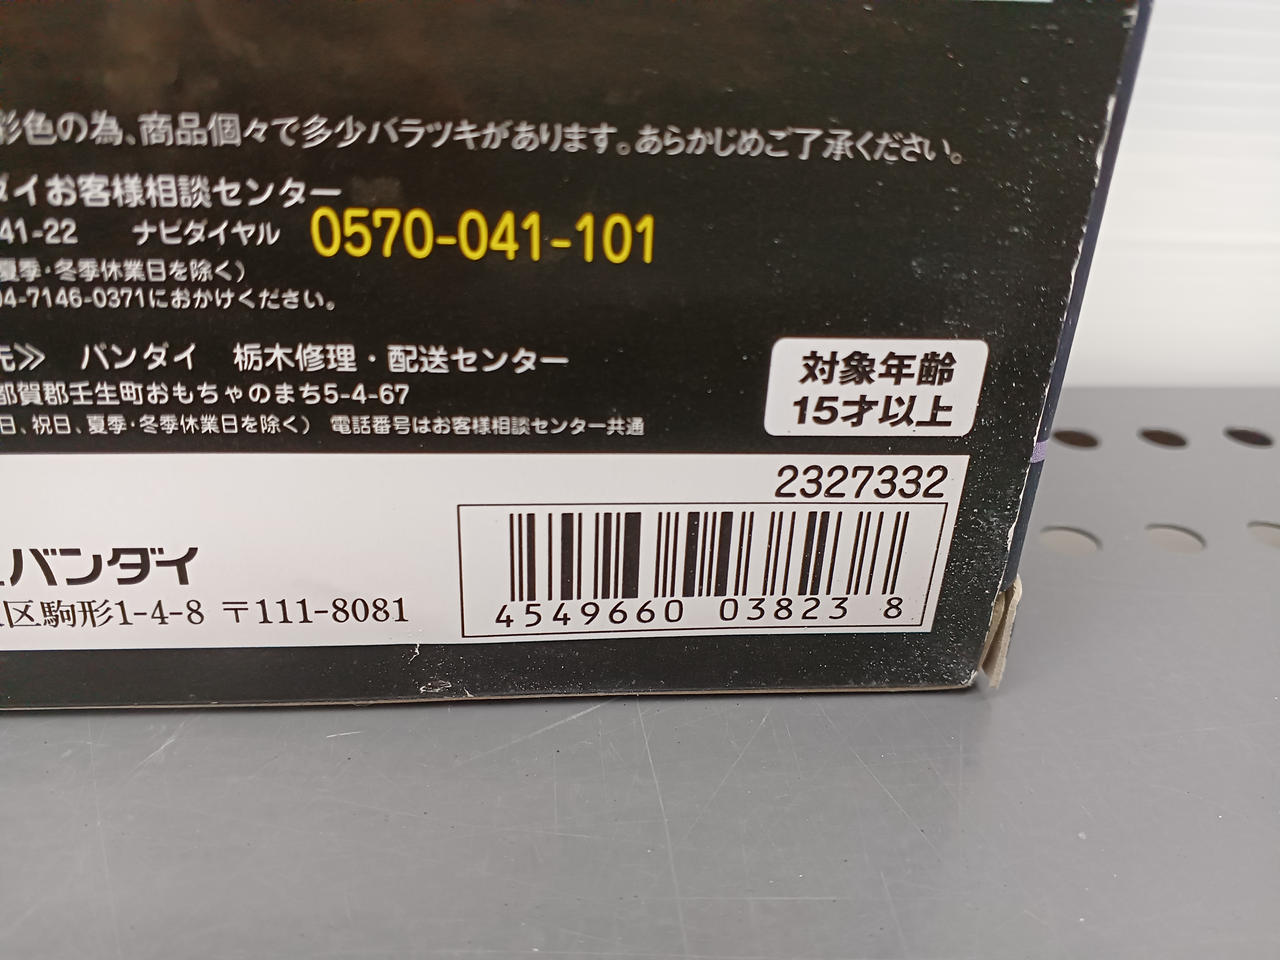 彩色の為、商品個々で多少バラツキがあります。あらかじめご了承ください。
ダイお客様相談センター
41-22 ナビダイヤル 0570-041-101
夏季・冬季休業日を除く）
04-7146-0371におかけください。
先≫ バンダイ 栃木修理・配送センター
都賀郡壬生町おもちゃのまち5-4-67
日、祝日、夏季・冬季休業日を除く） 電話番号はお客様相談センター共通
対象年齢
15才以上
2327332
バンダイ
区駒形1-4-8 〒111-8081
4549660 03823 8